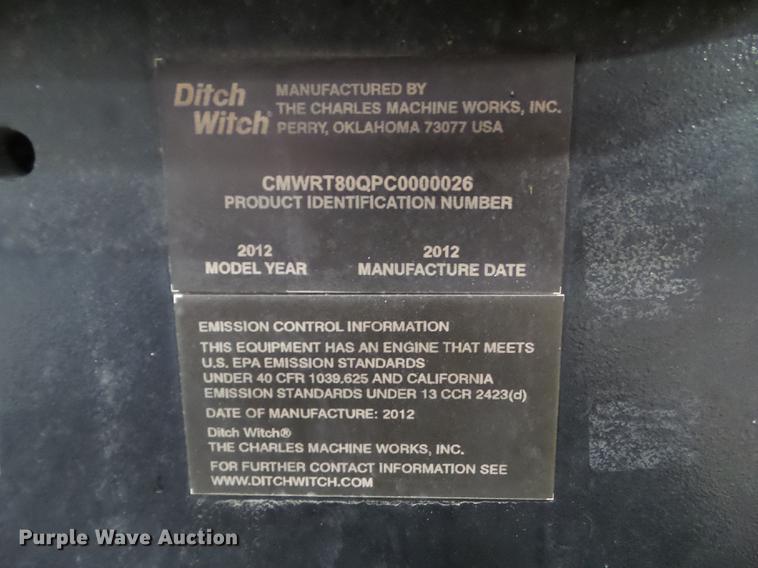 Ditch
Witch®
MANUFACTURED BY
THE CHARLES MACHINE WORKS, INC.
PERRY, OKLAHOMA 73077 USA
CMWRT80QPC0000026
PRODUCT IDENTIFICATION NUMBER
2012 2012
MODEL YEAR MANUFACTURE DATE
EMISSION CONTROL INFORMATION
THIS EQUIPMENT HAS AN ENGINE THAT MEETS
U.S. EPA EMISSION STANDARDS
UNDER 40 CFR 1039.625 AND CALIFORNIA
EMISSION STANDARDS UNDER 13 CCR 2423(d)
DATE OF MANUFACTURE: 2012
Ditch Witch®
THE CHARLES MACHINE WORKS, INC.
FOR FURTHER CONTACT INFORMATION SEE
WWW.DITCHWITCH.COM
Purple Wave Auction